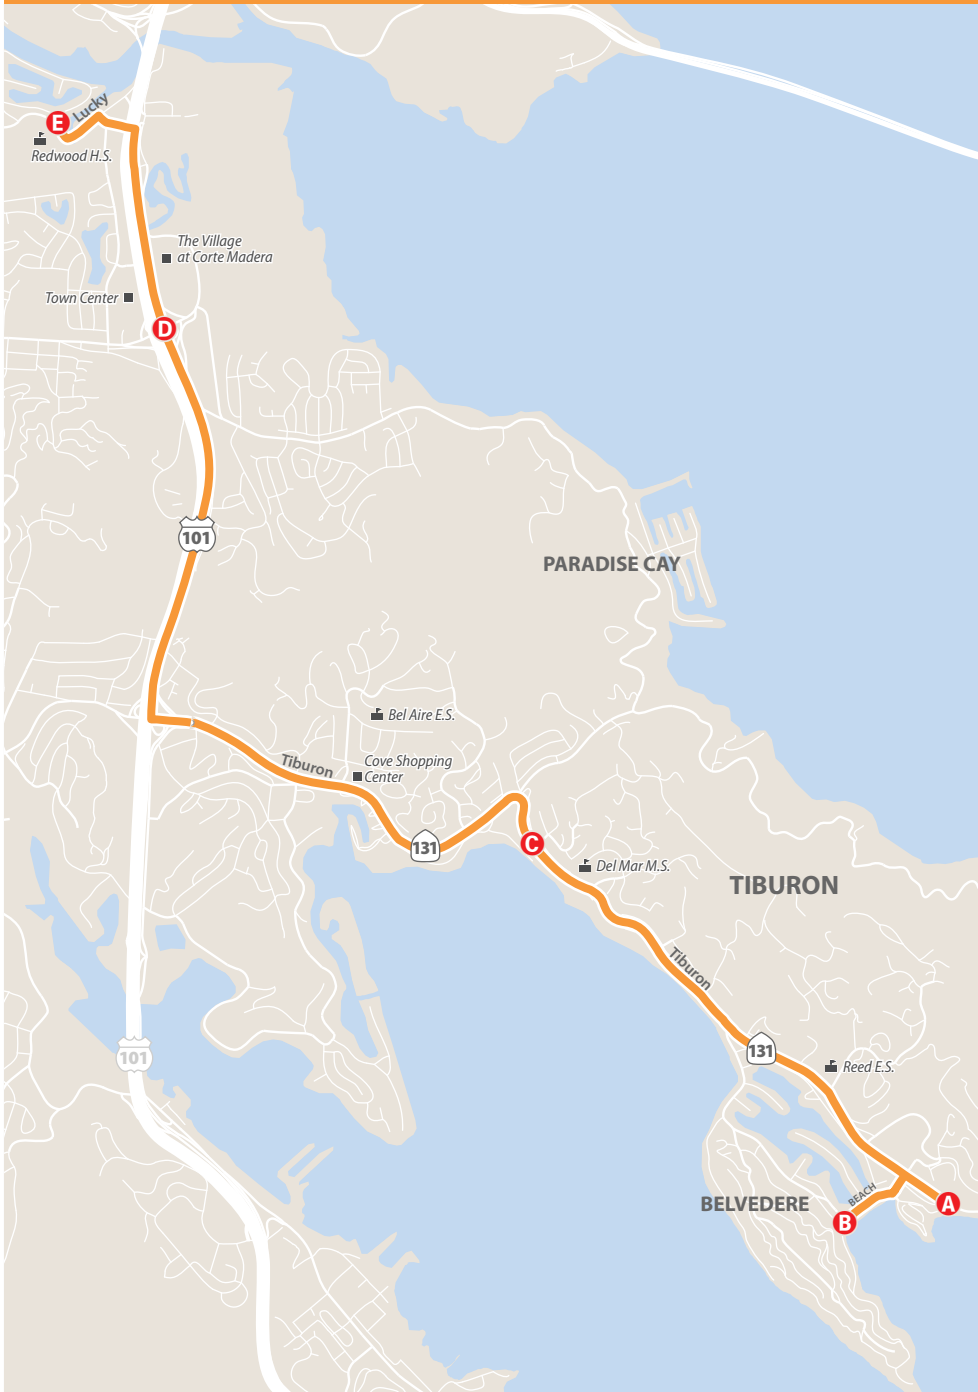 E
Lucky
Redwood H.S.
The Village
at Corte Madera
Town Center
D
101
PARADISE CAY
Bel Aire E.S.
Tiburon
Cove Shopping
Center
131
C
Del Mar M.S.
TIBURON
Tiburon
131
101
Reed E.S.
BEACH
BELVEDERE
A
B